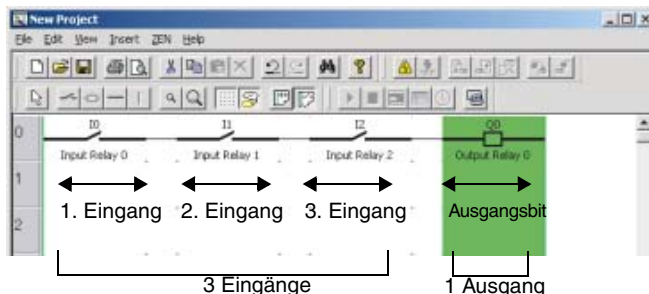 New Project
File Edit View Insert ZEN Help
0 I0 I1 I2 Q0
Input Relay 0 Input Relay 1 Input Relay 2 Output Relay 0
1
1. Eingang 2. Eingang 3. Eingang Ausgangsbit
2
3 Eingänge 1 Ausgang